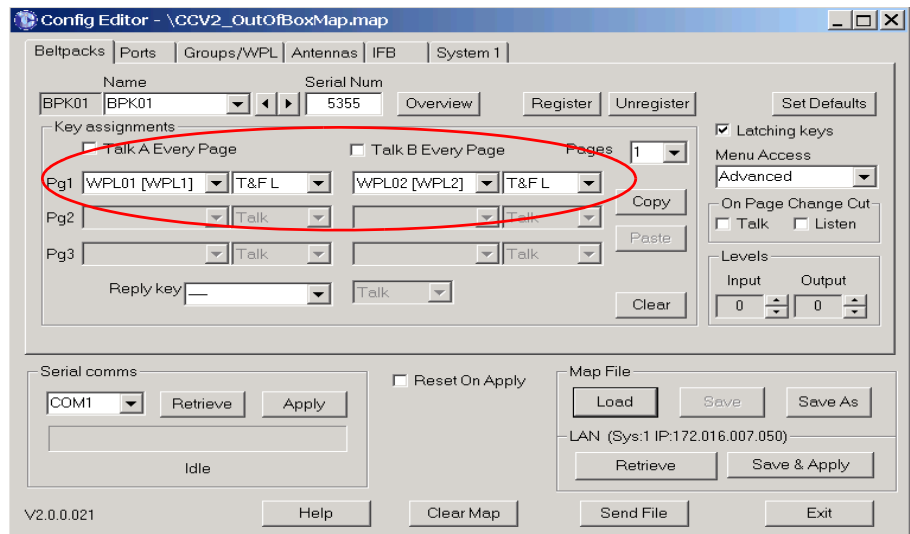 Config Editor - \CCV2_OutOfBoxMap.map
Beltpacks Ports Groups/WPL Antennas IFB System 1
Name Serial Num
BPK01 BPK01 5355 Overview Register Unregister Set Defaults
Key assignments Latching keys
Talk A Every Page Talk B Every Page Pages 1 Menu Access
Pg1 WPL01 [WPL1] T&F L WPL02 [WPL2] T&F L Advanced
Copy On Page Change Cut
Pg2 Talk Talk Talk Listen
Paste
Pg3 Talk Talk Levels
Input Output
Reply key — Talk Clear 0 0
Serial comms Reset On Apply Map File
COM1 Retrieve Apply Load Save Save As
LAN (Sys:1 IP:172.016.007.050)
Idle Retrieve Save & Apply
V2.0.0.021 Help Clear Map Send File Exit